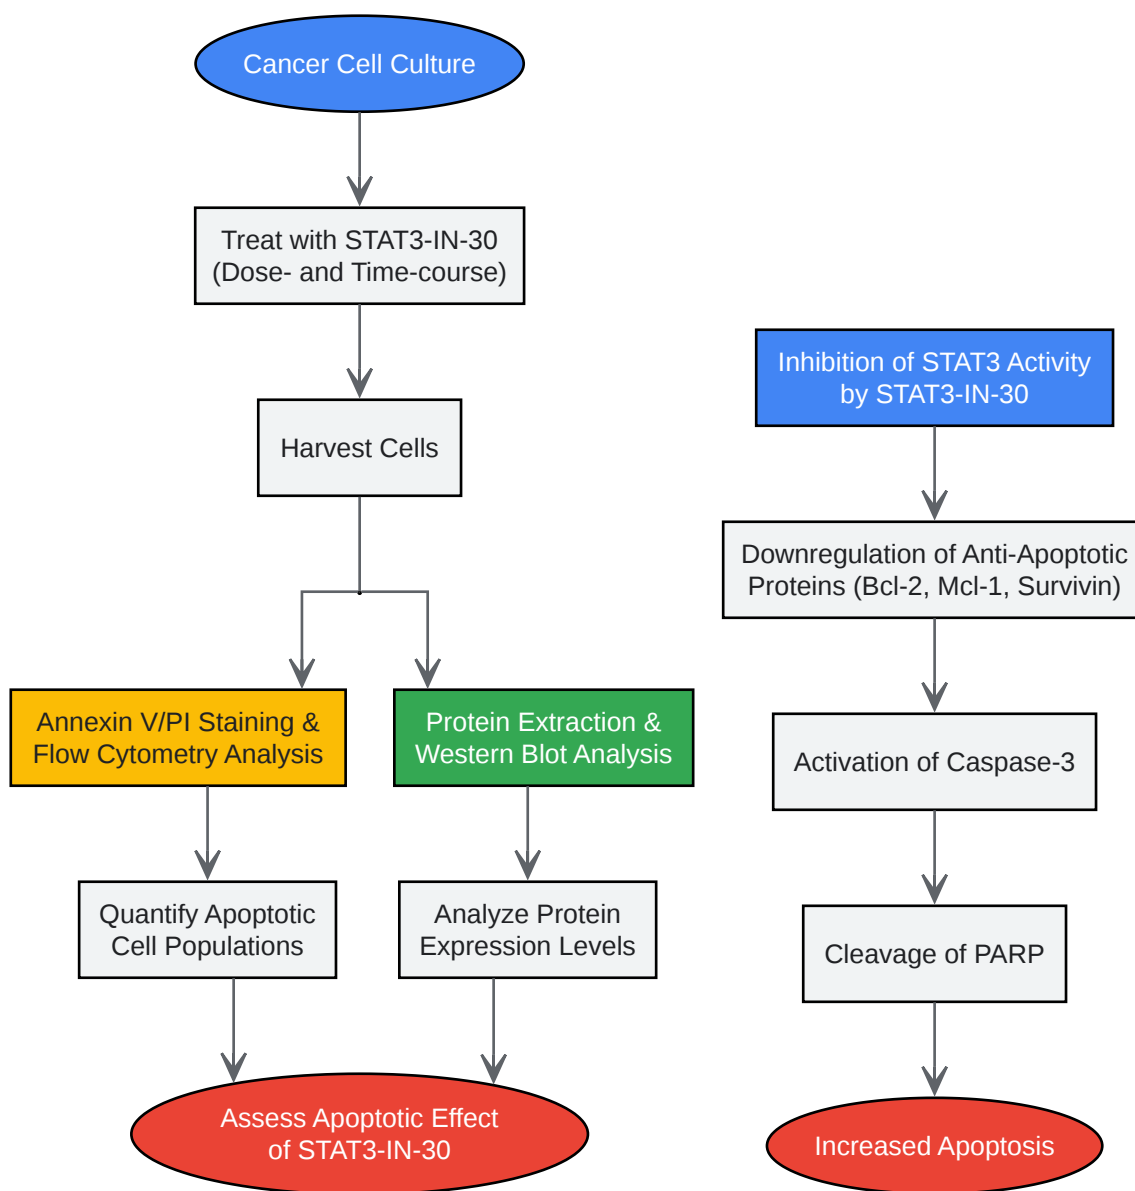 Cancer Cell Culture
Treat with STAT3-IN-30
(Dose- and Time-course)
Harvest Cells
Annexin V/PI Staining &
Flow Cytometry Analysis
Protein Extraction &
Western Blot Analysis
Quantify Apoptotic
Cell Populations
Analyze Protein
Expression Levels
Assess Apoptotic Effect
of STAT3-IN-30
Inhibition of STAT3 Activity
by STAT3-IN-30
Downregulation of Anti-Apoptotic
Proteins (Bcl-2, Mcl-1, Survivin)
Activation of Caspase-3
Cleavage of PARP
Increased Apoptosis